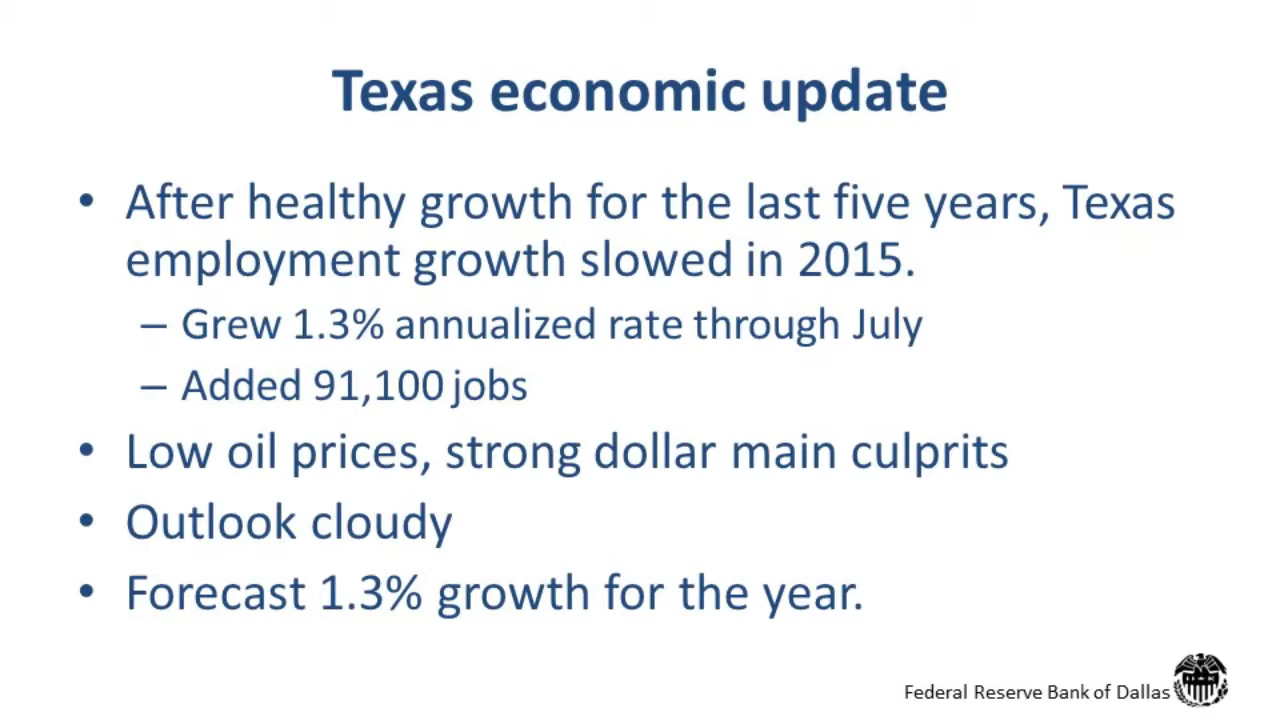 Texas economic update
• After healthy growth for the last five years, Texas
employment growth slowed in 2015.
– Grew 1.3% annualized rate through July
– Added 91,100 jobs
• Low oil prices, strong dollar main culprits
• Outlook cloudy
• Forecast 1.3% growth for the year.
Federal Reserve Bank of Dallas